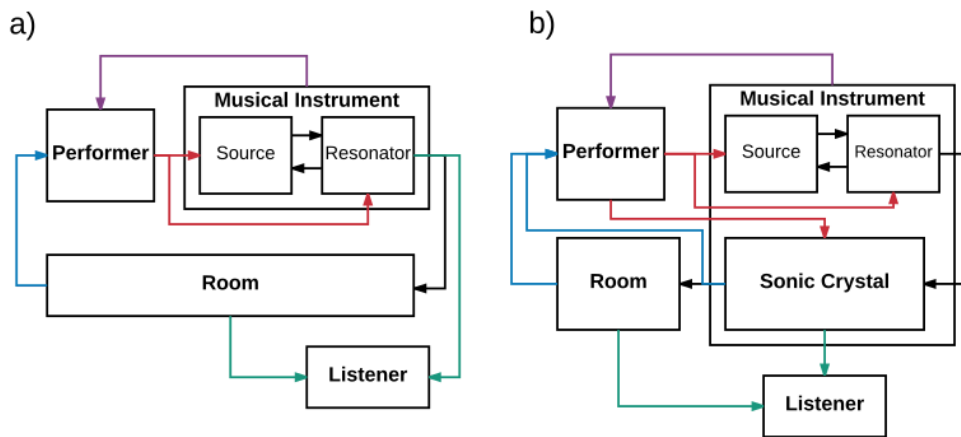 a)
Musical Instrument
Performer
Source
Resonator
Room
Listener
b)
Musical Instrument
Performer
Source
Resonator
Room
Sonic Crystal
Listener